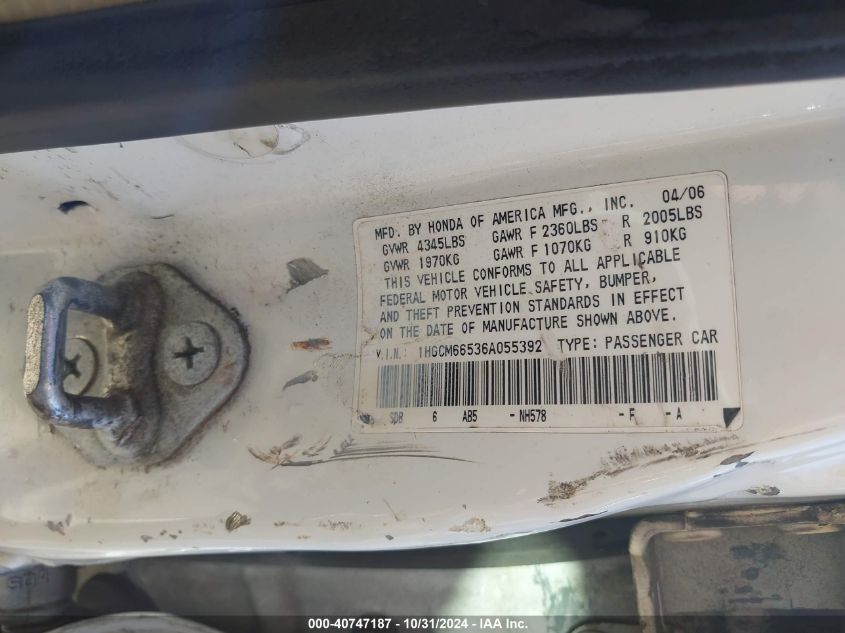 MFD. BY HONDA OF AMERICA MFG., INC. 04/06
GVWR 4345LBS GAWR F 2360LBS R 2005LBS
GVWR 1970KG GAWR F 1070KG R 910KG
THIS VEHICLE CONFORMS TO ALL APPLICABLE
FEDERAL MOTOR VEHICLE SAFETY, BUMPER,
AND THEFT PREVENTION STANDARDS IN EFFECT
ON THE DATE OF MANUFACTURE SHOWN ABOVE.
V.I.N.: 1HGCM66536A055392 TYPE: PASSENGER CAR
SDB 6 AB5 - NH578 - F - A
000-40747187 - 10/31/2024 - IAA Inc.